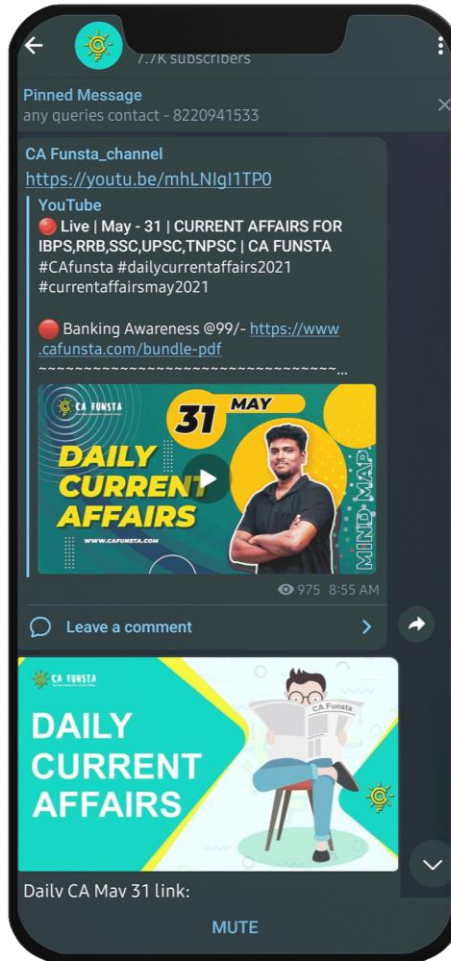 7.7K subscribers
Pinned Message
any queries contact - 8220941533
CA Funsta_channel
https://youtu.be/mhLNIgI1TP0
YouTube
🔴 Live | May - 31 | CURRENT AFFAIRS FOR
IBPS,RRB,SSC,UPSC,TNPSC | CA FUNSTA
#CAfunsta #dailycurrentaffairs2021
#currentaffairsmay2021
🔴 Banking Awareness @99/- https://www
.cafunsta.com/bundle-pdf
~~~~~~~~~~~~~~~~~~~~~~~~~~~~~~~~~~...
CA FUNSTA
31 MAY
DAILY
CURRENT
AFFAIRS
WWW.CAFUNSTA.COM
MIND MAP
975 8:55 AM
Leave a comment
CA FUNSTA
CA Funsta
DAILY
CURRENT
AFFAIRS
Daily CA May 31 link:
MUTE